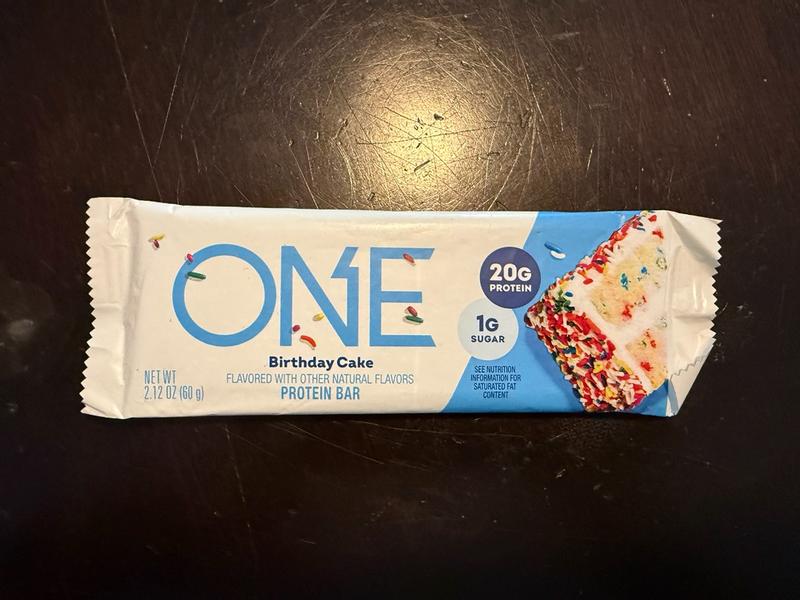 ONE
Birthday Cake
FLAVORED WITH OTHER NATURAL FLAVORS
PROTEIN BAR
NET WT
2.12 OZ (60 g)
20G
PROTEIN
1G
SUGAR
SEE NUTRITION
INFORMATION FOR
SATURATED FAT
CONTENT